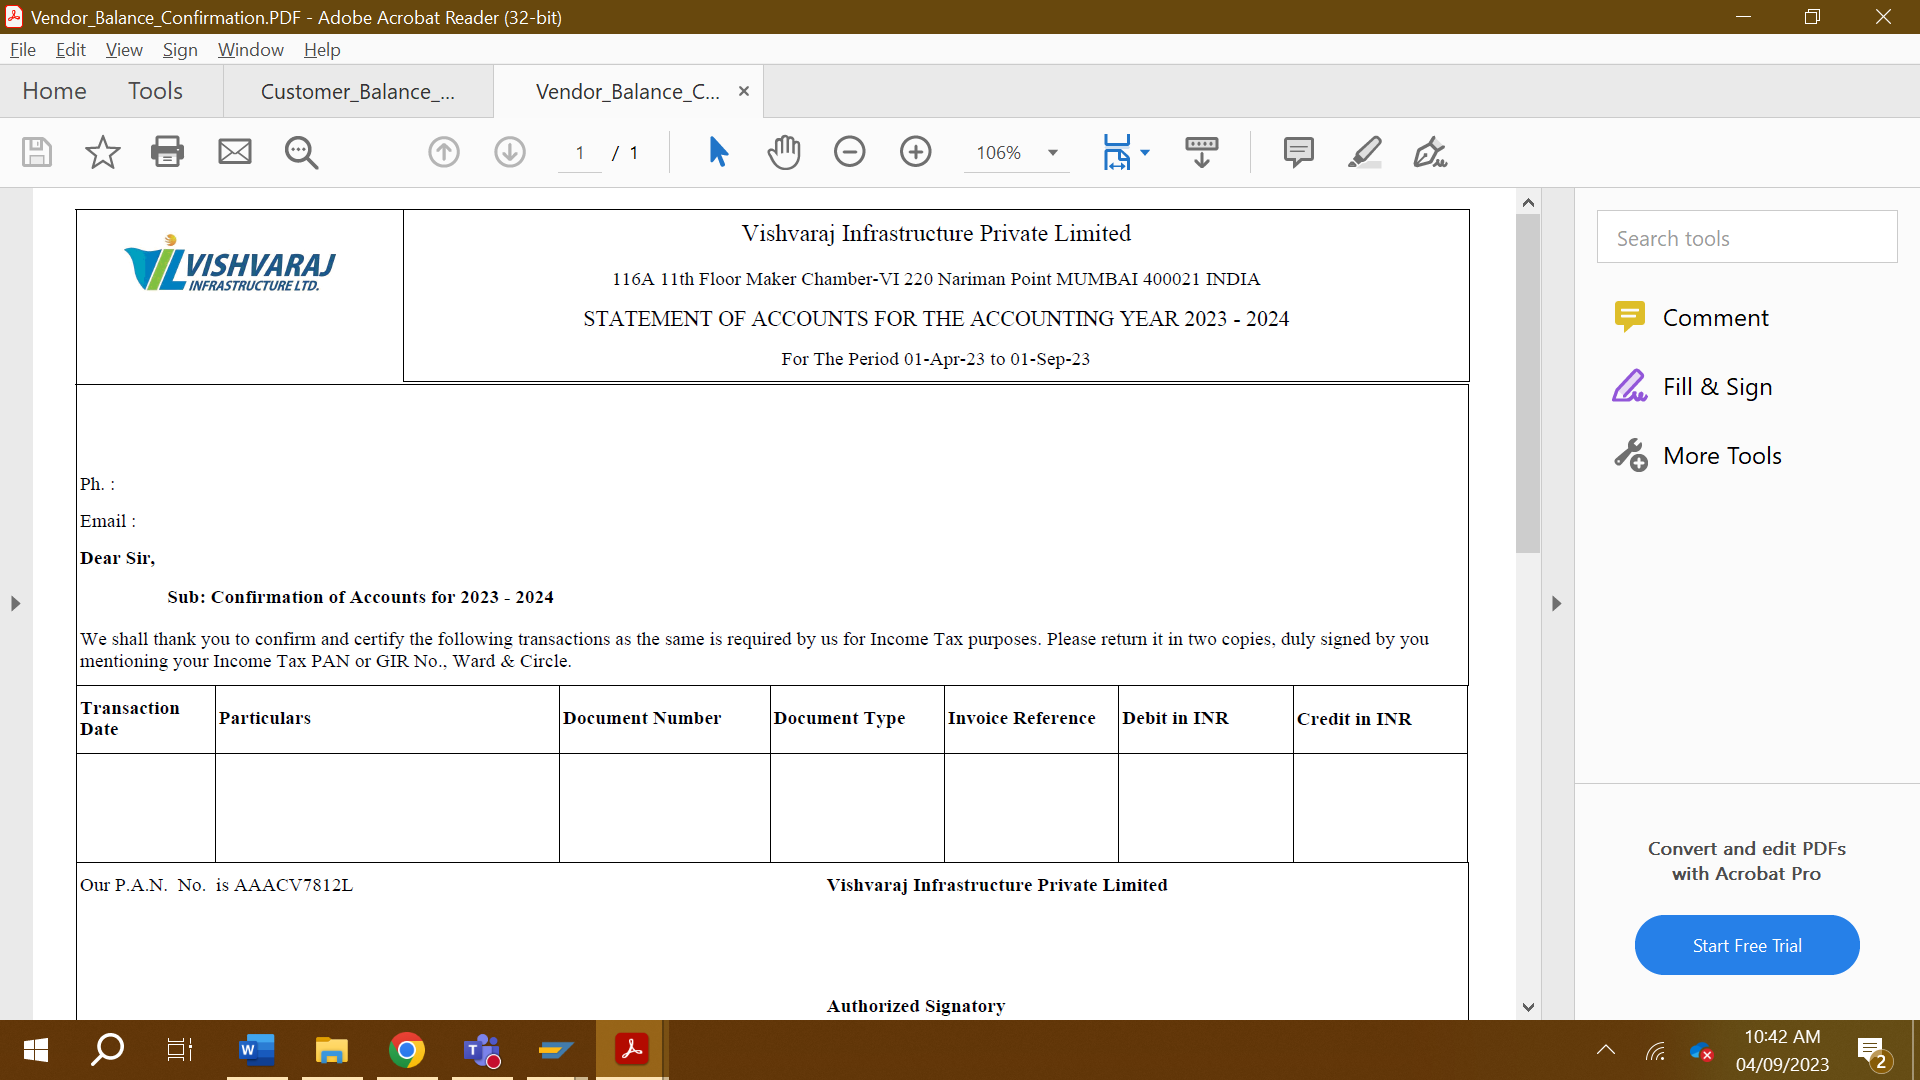 Vendor_Balance_Confirmation.PDF - Adobe Acrobat Reader (32-bit)
File Edit View Sign Window Help
Home Tools Customer_Balance_... Vendor_Balance_C...
1 / 1 106%
VISHVARAJ
INFRASTRUCTURE LTD.
Vishvaraj Infrastructure Private Limited
116A 11th Floor Maker Chamber-VI 220 Nariman Point MUMBAI 400021 INDIA
STATEMENT OF ACCOUNTS FOR THE ACCOUNTING YEAR 2023 - 2024
For The Period 01-Apr-23 to 01-Sep-23
Ph. :
Email :
Dear Sir,
Sub: Confirmation of Accounts for 2023 - 2024
We shall thank you to confirm and certify the following transactions as the same is required by us for Income Tax purposes. Please return it in two copies, duly signed by you
mentioning your Income Tax PAN or GIR No., Ward & Circle.
Transaction Date Particulars Document Number Document Type Invoice Reference Debit in INR Credit in INR
Our P.A.N. No. is AAACV7812L Vishvaraj Infrastructure Private Limited
Authorized Signatory
Search tools
Comment
Fill & Sign
More Tools
Convert and edit PDFs
with Acrobat Pro
Start Free Trial
10:42 AM
04/09/2023
2